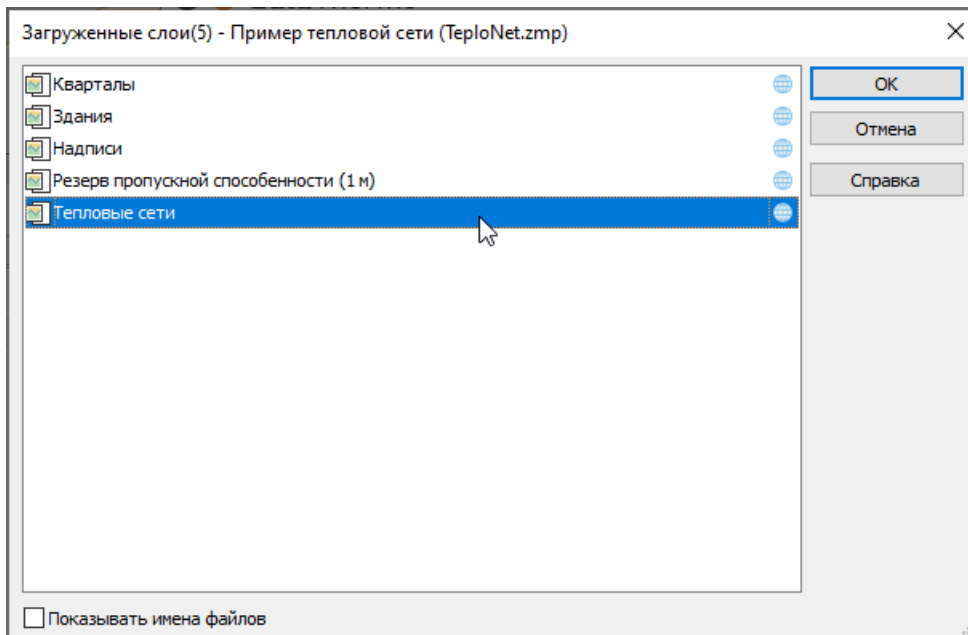 Загруженные слои(5) - Пример тепловой сети (TeploNet.zmp)
Кварталы
Здания
Надписи
Резерв пропускной способенности (1 м)
Тепловые сети
ОК
Отмена
Справка
Показывать имена файлов